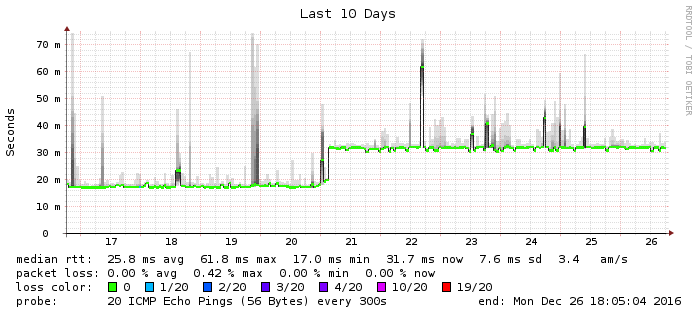 Last 10 Days
RRDTOOL / TOBI OETIKER
Seconds
70 m
60 m
50 m
40 m
30 m
20 m
10 m
0
17 18 19 20 21 22 23 24 25 26
median rtt: 25.8 ms avg 61.8 ms max 17.0 ms min 31.7 ms now 7.6 ms sd 3.4 am/s
packet loss: 0.00 % avg 0.42 % max 0.00 % min 0.00 % now
loss color: 0 1/20 2/20 3/20 4/20 10/20 19/20
probe: 20 ICMP Echo Pings (56 Bytes) every 300s end: Mon Dec 26 18:05:04 2016